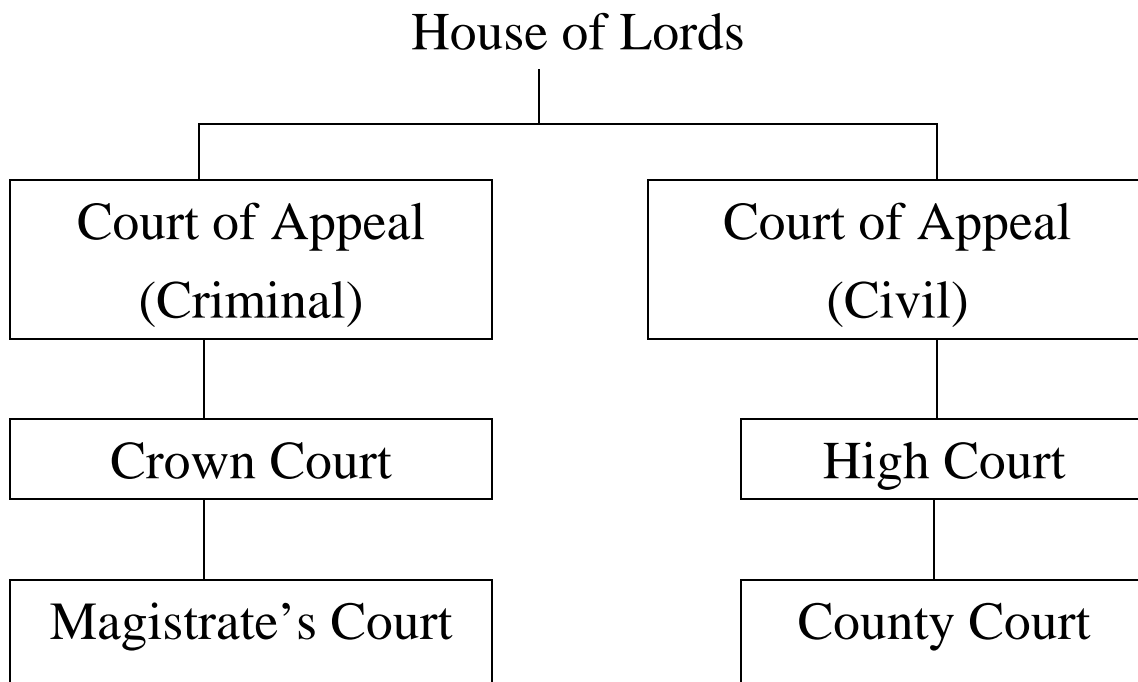 House of Lords
Court of Appeal
(Criminal)
Court of Appeal
(Civil)
Crown Court
High Court
Magistrate’s Court
County Court